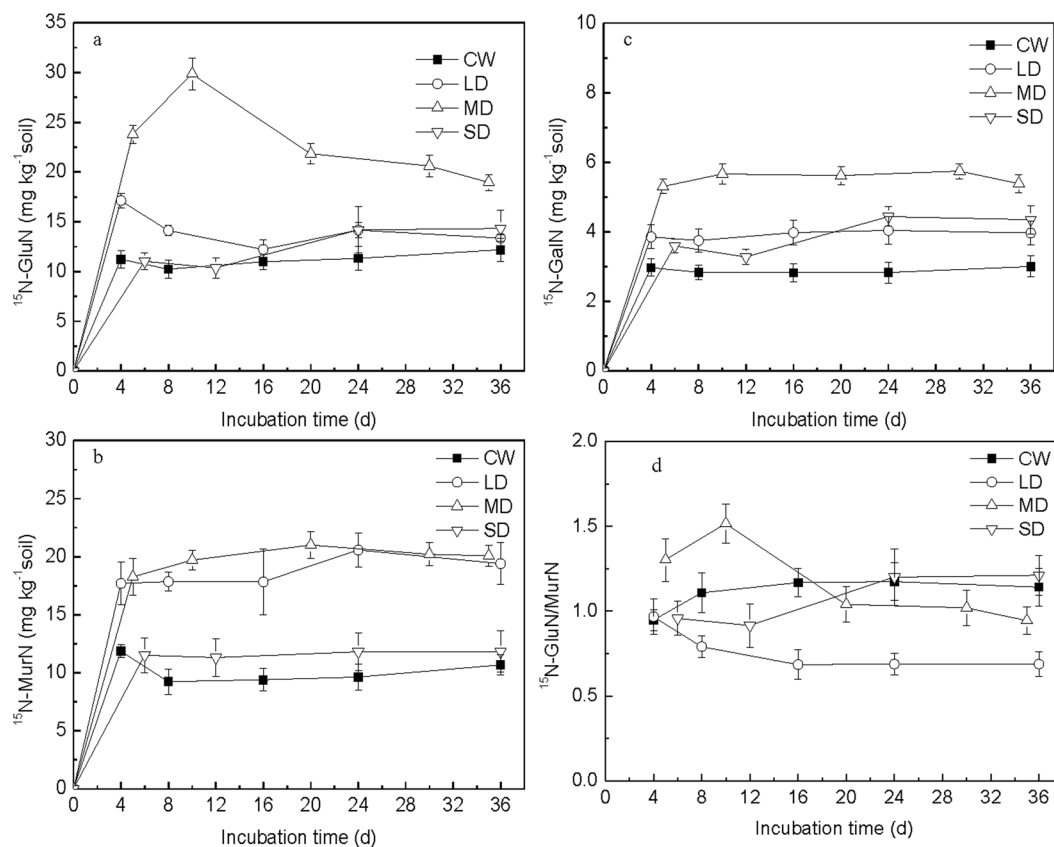 a
CW
LD
MD
SD
35
30
25
20
15
10
5
0
0 4 8 12 16 20 24 28 32 36
Incubation time (d)
¹⁵N-GluN (mg kg⁻¹soil)
c
CW
LD
MD
SD
10
8
6
4
2
0
0 4 8 12 16 20 24 28 32 36
Incubation time (d)
¹⁵N-GalN (mg kg⁻¹soil)
b
CW
LD
MD
SD
30
25
20
15
10
5
0
0 4 8 12 16 20 24 28 32 36
Incubation time (d)
¹⁵N-MurN (mg kg⁻¹soil)
d
CW
LD
MD
SD
2.0
1.5
1.0
0.5
0.0
0 4 8 12 16 20 24 28 32 36
Incubation time (d)
¹⁵N-GluN/MurN